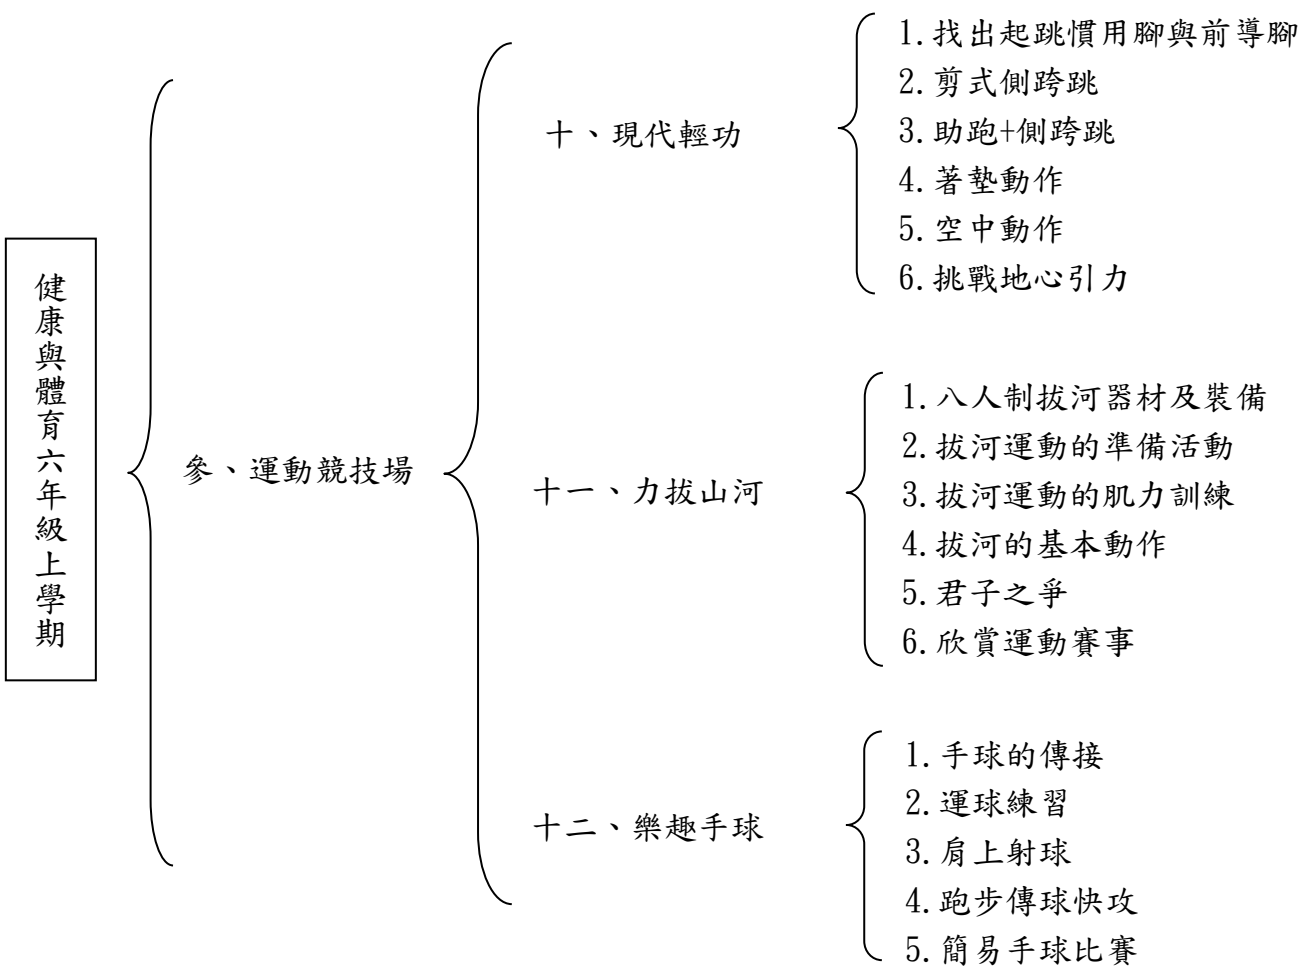 健康與體育六年級上學期
參、運動競技場
十、現代輕功
1.找出起跳慣用腳與前導腳
2.剪式側跨跳
3.助跑+側跨跳
4.著墊動作
5.空中動作
6.挑戰地心引力
十一、力拔山河
1.八人制拔河器材及裝備
2.拔河運動的準備活動
3.拔河運動的肌力訓練
4.拔河的基本動作
5.君子之爭
6.欣賞運動賽事
十二、樂趣手球
1.手球的傳接
2.運球練習
3.肩上射球
4.跑步傳球快攻
5.簡易手球比賽